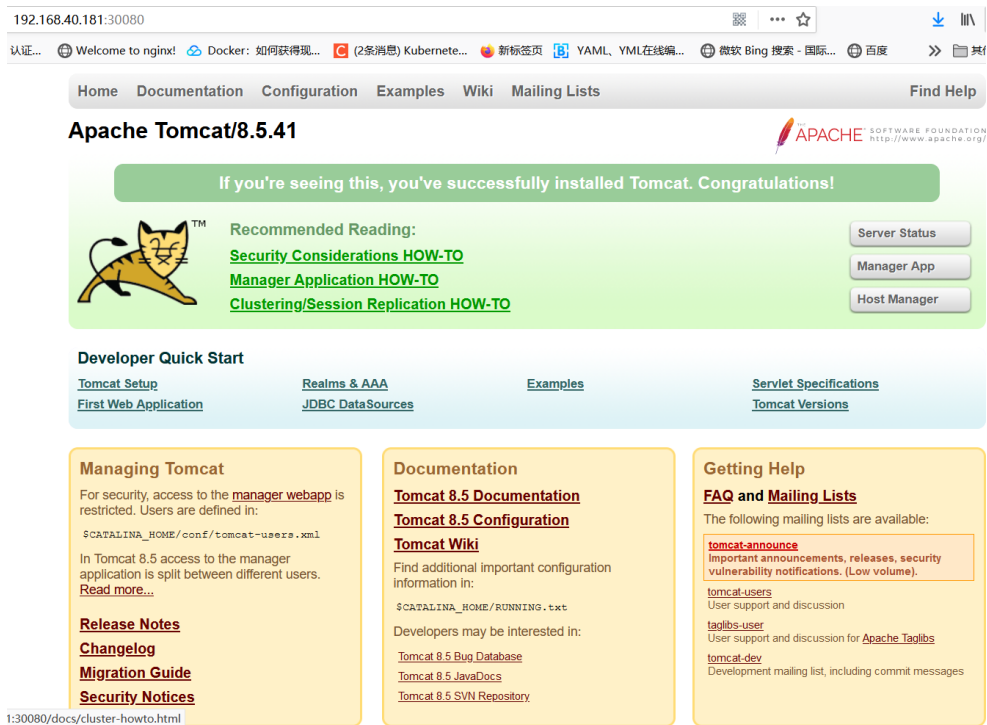 192.168.40.181:30080
认证... Welcome to nginx! Docker：如何获得现... (2条消息) Kubernete... 新标签页 YAML、YML在线编... 微软 Bing 搜索 - 国际... 百度 其他
Home Documentation Configuration Examples Wiki Mailing Lists Find Help
Apache Tomcat/8.5.41
THE APACHE SOFTWARE FOUNDATION
http://www.apache.org/
If you're seeing this, you've successfully installed Tomcat. Congratulations!
TM
Recommended Reading:
Security Considerations HOW-TO
Manager Application HOW-TO
Clustering/Session Replication HOW-TO
Server Status
Manager App
Host Manager
Developer Quick Start
Tomcat Setup
First Web Application
Realms & AAA
JDBC DataSources
Examples
Servlet Specifications
Tomcat Versions
Managing Tomcat
For security, access to the manager webapp is
restricted. Users are defined in:
$CATALINA_HOME/conf/tomcat-users.xml
In Tomcat 8.5 access to the manager
application is split between different users.
Read more...
Release Notes
Changelog
Migration Guide
Security Notices
Documentation
Tomcat 8.5 Documentation
Tomcat 8.5 Configuration
Tomcat Wiki
Find additional important configuration
information in:
$CATALINA_HOME/RUNNING.txt
Developers may be interested in:
Tomcat 8.5 Bug Database
Tomcat 8.5 JavaDocs
Tomcat 8.5 SVN Repository
Getting Help
FAQ and Mailing Lists
The following mailing lists are available:
tomcat-announce
Important announcements, releases, security
vulnerability notifications. (Low volume).
tomcat-users
User support and discussion
taglibs-user
User support and discussion for Apache Taglibs
tomcat-dev
Development mailing list, including commit messages
1:30080/docs/cluster-howto.html